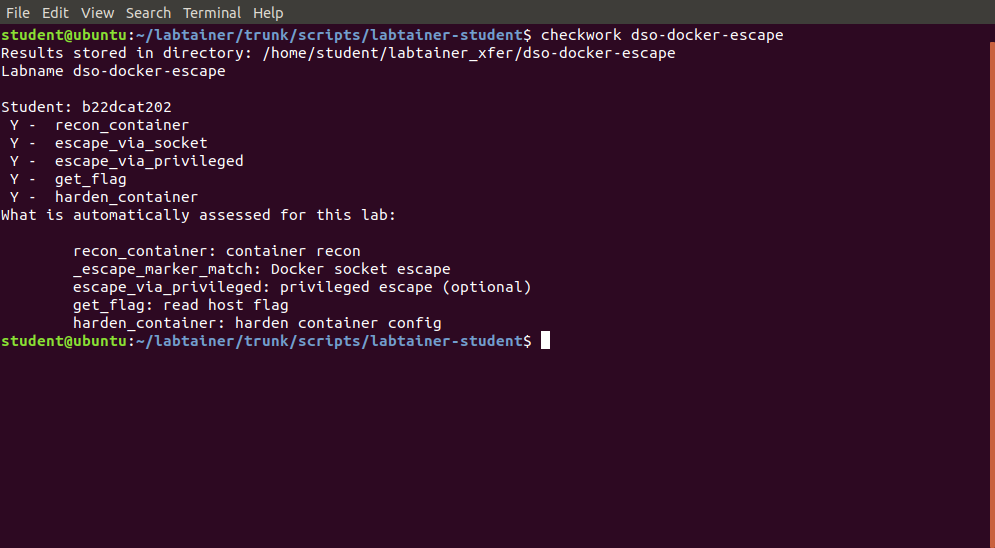 File Edit View Search Terminal Help
student@ubuntu:~/labtainer/trunk/scripts/labtainer-student$ checkwork dso-docker-escape
Results stored in directory: /home/student/labtainer_xfer/dso-docker-escape
Labname dso-docker-escape
Student: b22dcat202
Y - recon_container
Y - escape_via_socket
Y - escape_via_privileged
Y - get_flag
Y - harden_container
What is automatically assessed for this lab:
recon_container: container recon
_escape_marker_match: Docker socket escape
escape_via_privileged: privileged escape (optional)
get_flag: read host flag
harden_container: harden container config
student@ubuntu:~/labtainer/trunk/scripts/labtainer-student$